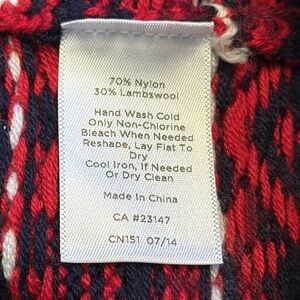 70% Nylon
30% Lambswool
Hand Wash Cold
Only Non-Chlorine
Bleach When Needed
Reshape, Lay Flat To
Dry
Cool Iron, If Needed
Or Dry Clean
Made In China
CA #23147
CN151 07/14